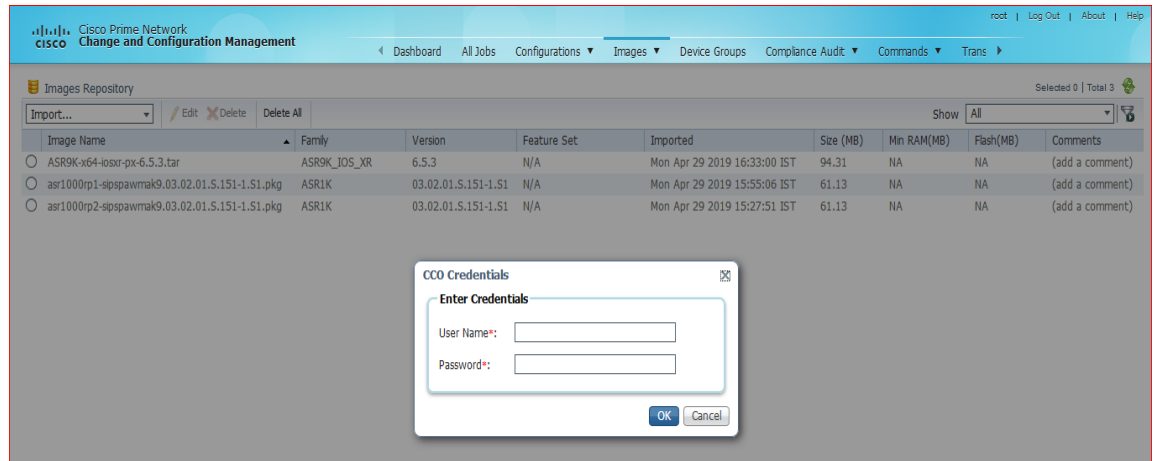 root | Log Out | About | Help
Cisco Prime Network
CISCO Change and Configuration Management
Dashboard All Jobs Configurations Images Device Groups Compliance Audit Commands Trans
Images Repository Selected 0 | Total 3
Import... Edit Delete Delete All Show All
Image Name Family Version Feature Set Imported Size (MB) Min RAM(MB) Flash(MB) Comments
ASR9K-x64-iosxr-px-6.5.3.tar ASR9K_IOS_XR 6.5.3 N/A Mon Apr 29 2019 16:33:00 IST 94.31 NA NA (add a comment)
asr1000rp1-sipspawmak9.03.02.01.S.151-1.S1.pkg ASR1K 03.02.01.S.151-1.S1 N/A Mon Apr 29 2019 15:55:06 IST 61.13 NA NA (add a comment)
asr1000rp2-sipspawmak9.03.02.01.S.151-1.S1.pkg ASR1K 03.02.01.S.151-1.S1 N/A Mon Apr 29 2019 15:27:51 IST 61.13 NA NA (add a comment)
CCO Credentials
Enter Credentials
User Name*:
Password*:
OK Cancel